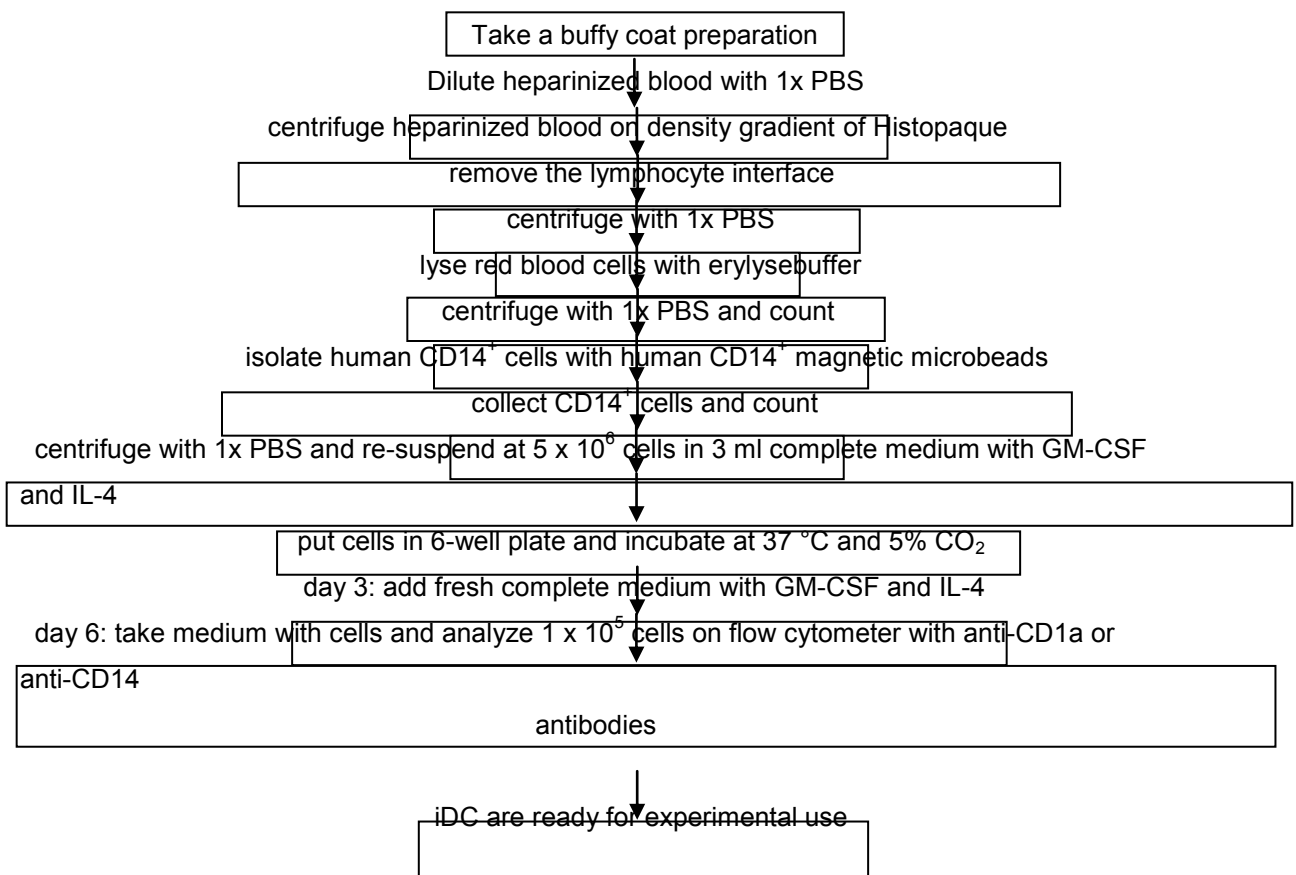 Take a buffy coat preparation
Dilute heparinized blood with 1x PBS
centrifuge heparinized blood on density gradient of Histopaque
remove the lymphocyte interface
centrifuge with 1x PBS
lyse red blood cells with erylysebuffer
centrifuge with 1x PBS and count
isolate human CD14⁺ cells with human CD14⁺ magnetic microbeads
collect CD14⁺ cells and count
centrifuge with 1x PBS and re-suspend at 5 x 10⁶ cells in 3 ml complete medium with GM-CSF
and IL-4
put cells in 6-well plate and incubate at 37 °C and 5% CO₂
day 3: add fresh complete medium with GM-CSF and IL-4
day 6: take medium with cells and analyze 1 x 10⁵ cells on flow cytometer with anti-CD1a or
anti-CD14
antibodies
iDC are ready for experimental use